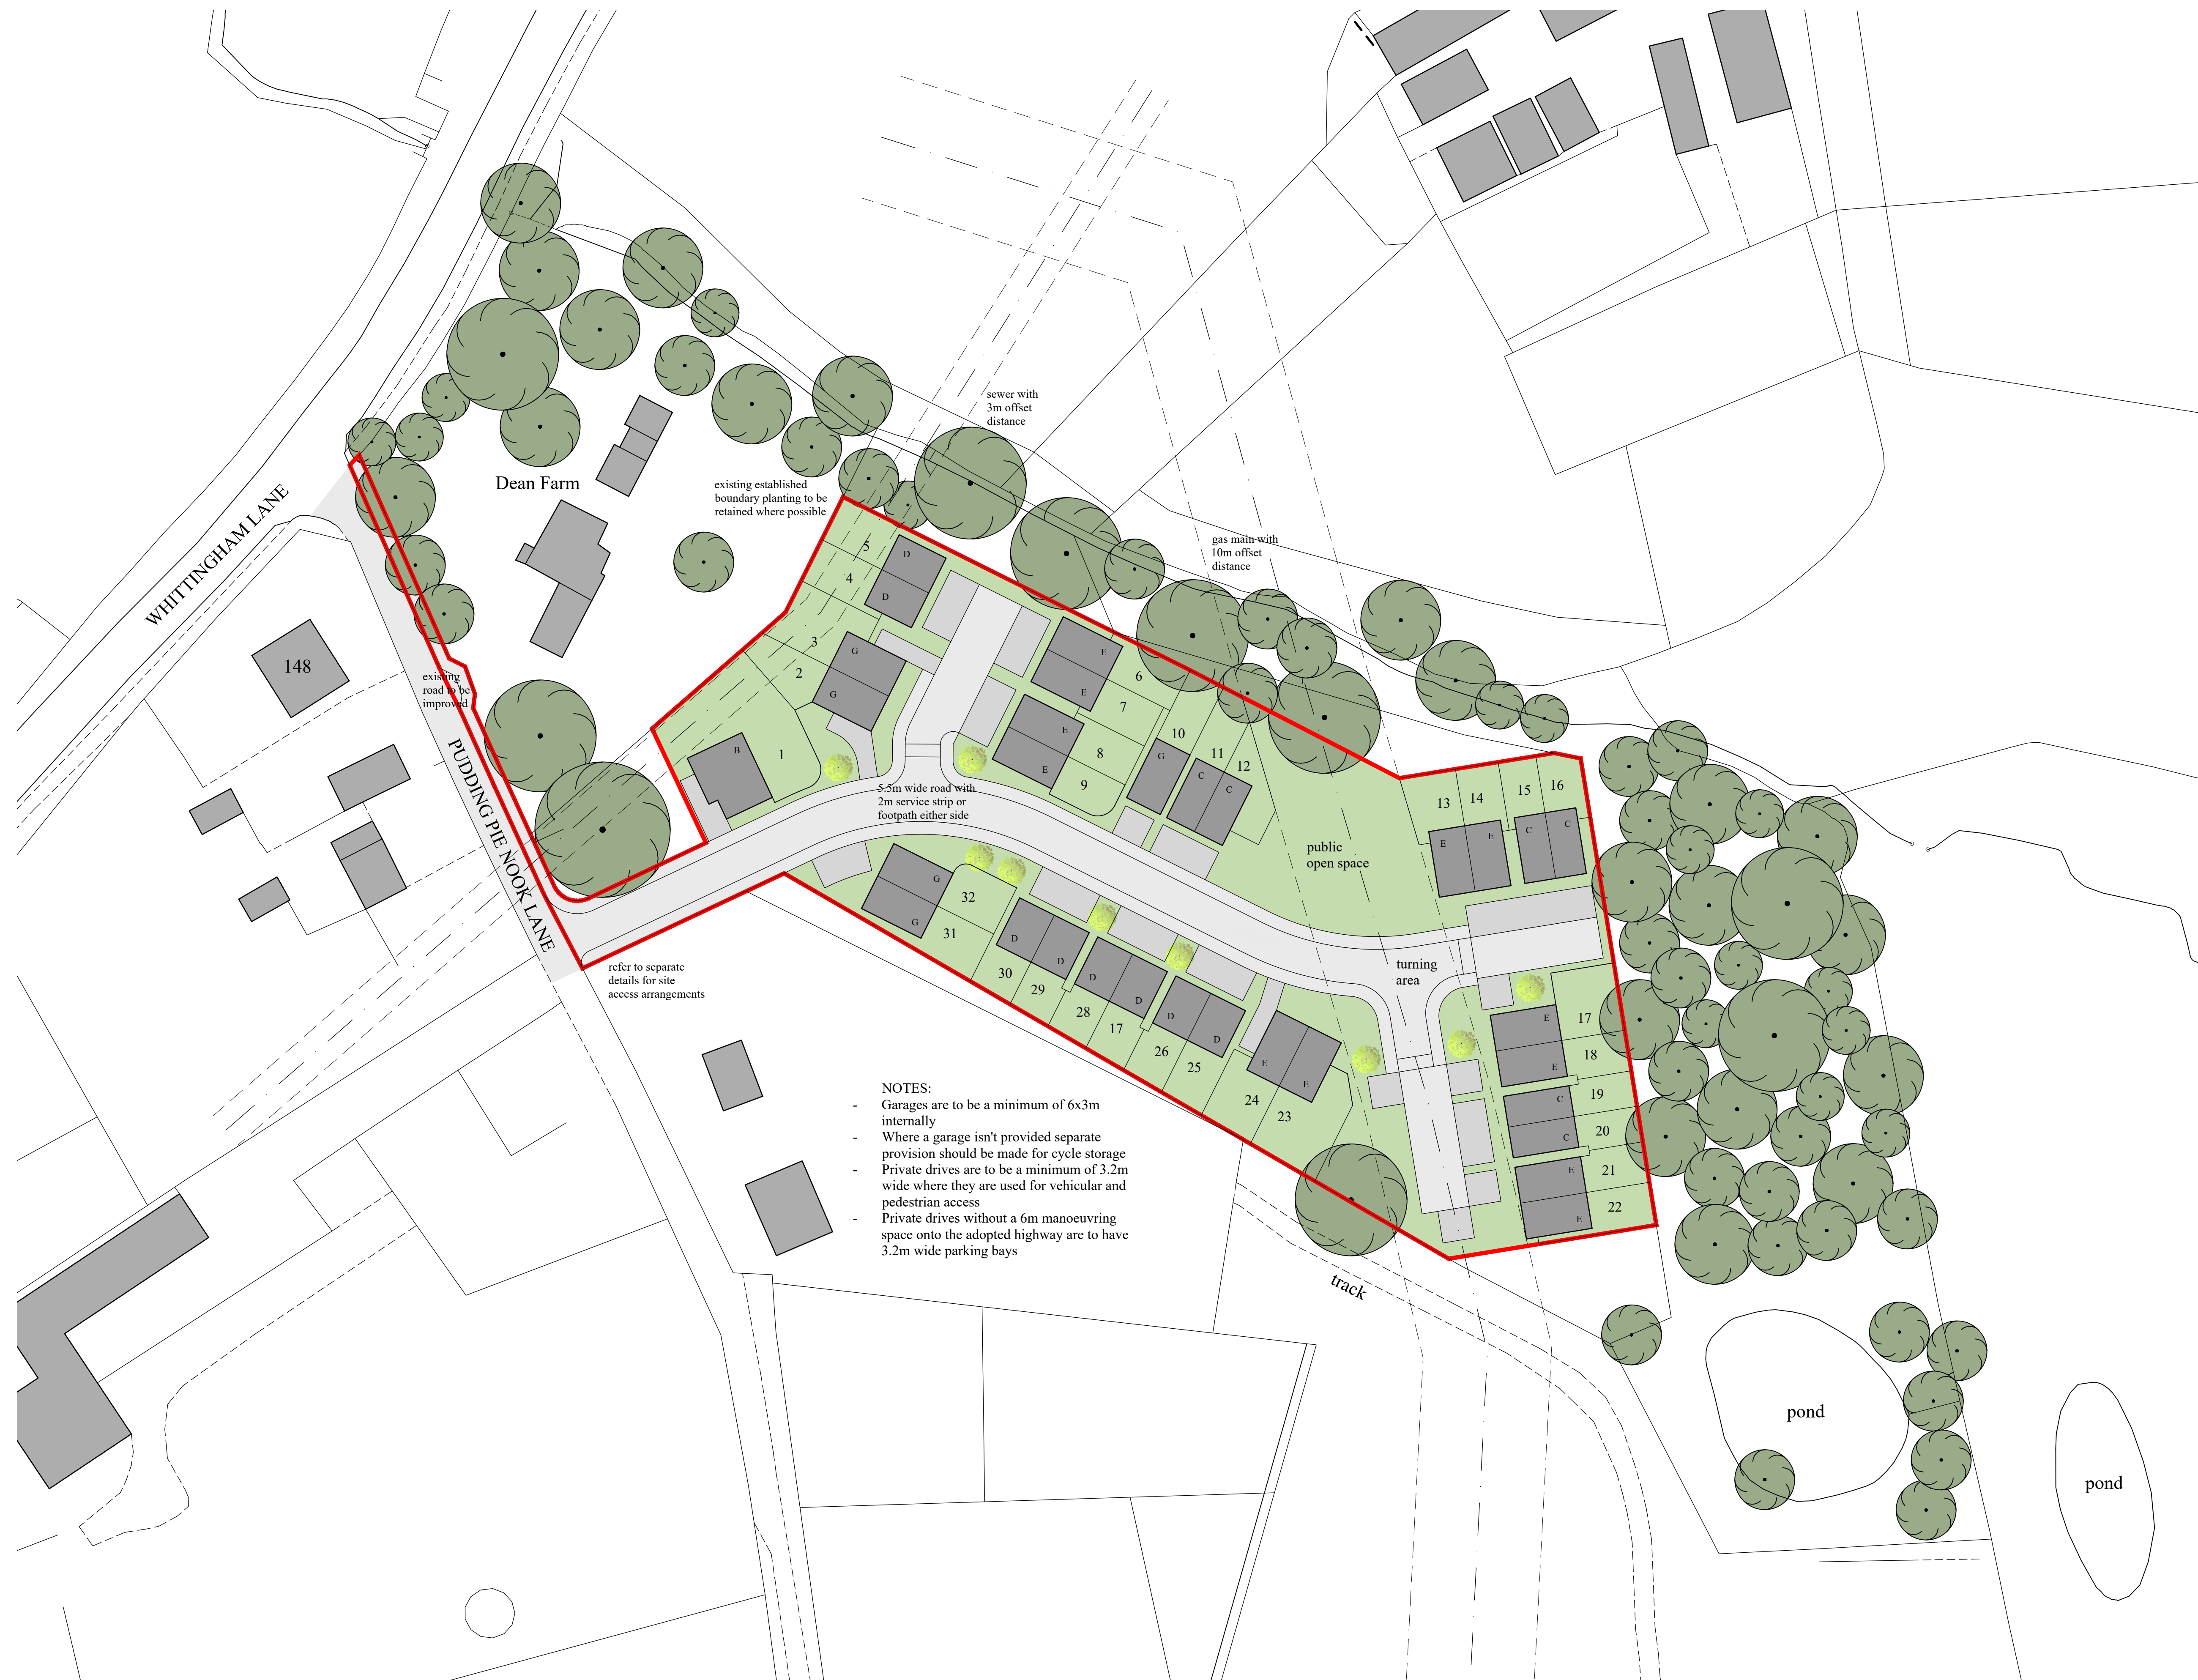 WHITTINGHAM LANE
Dean Farm
existing established
boundary planting to be
retained where possible
sewer with
3m offset
distance
gas main with
10m offset
distance
148
existing
road to be
improved
PUDDING PIE NOOK LANE
5
D
4
D
3
G
2
G
B
1
E
6
E
7
E
8
E
9
10
G
11
C
12
C
5.5m wide road with
2m service strip or
footpath either side
public
open space
13
14
15
16
E
E
C
C
G
32
G
31
D
D
30
29
D
D
28
17
D
D
26
25
E
E
24
23
turning
area
E
17
E
18
C
19
C
20
E
21
E
22
refer to separate
details for site
access arrangements
NOTES:
- Garages are to be a minimum of 6x3m
internally
- Where a garage isn't provided separate
provision should be made for cycle storage
- Private drives are to be a minimum of 3.2m
wide where they are used for vehicular and
pedestrian access
- Private drives without a 6m manoeuvring
space onto the adopted highway are to have
3.2m wide parking bays
track
pond
pond